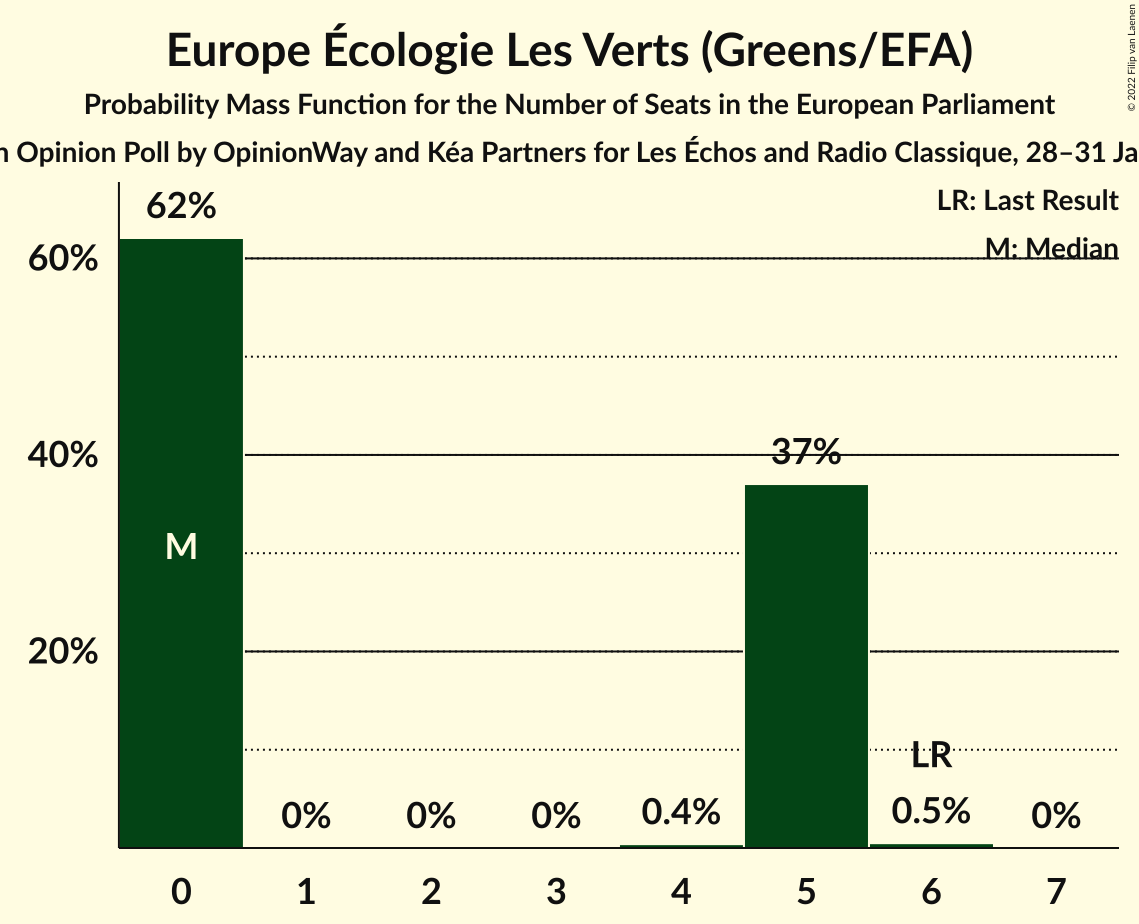 Europe Écologie Les Verts (Greens/EFA)
Probability Mass Function for the Number of Seats in the European Parliament
Opinion Poll by OpinionWay and Kéa Partners for Les Échos and Radio Classique, 28–31
© 2022 Filip van Laenen
LR: Last Result
M: Median
62%
60%
40%
37%
M
20%
LR
0%
0%
0%
0.4%
0.5%
0%
0
1
2
3
4
5
6
7